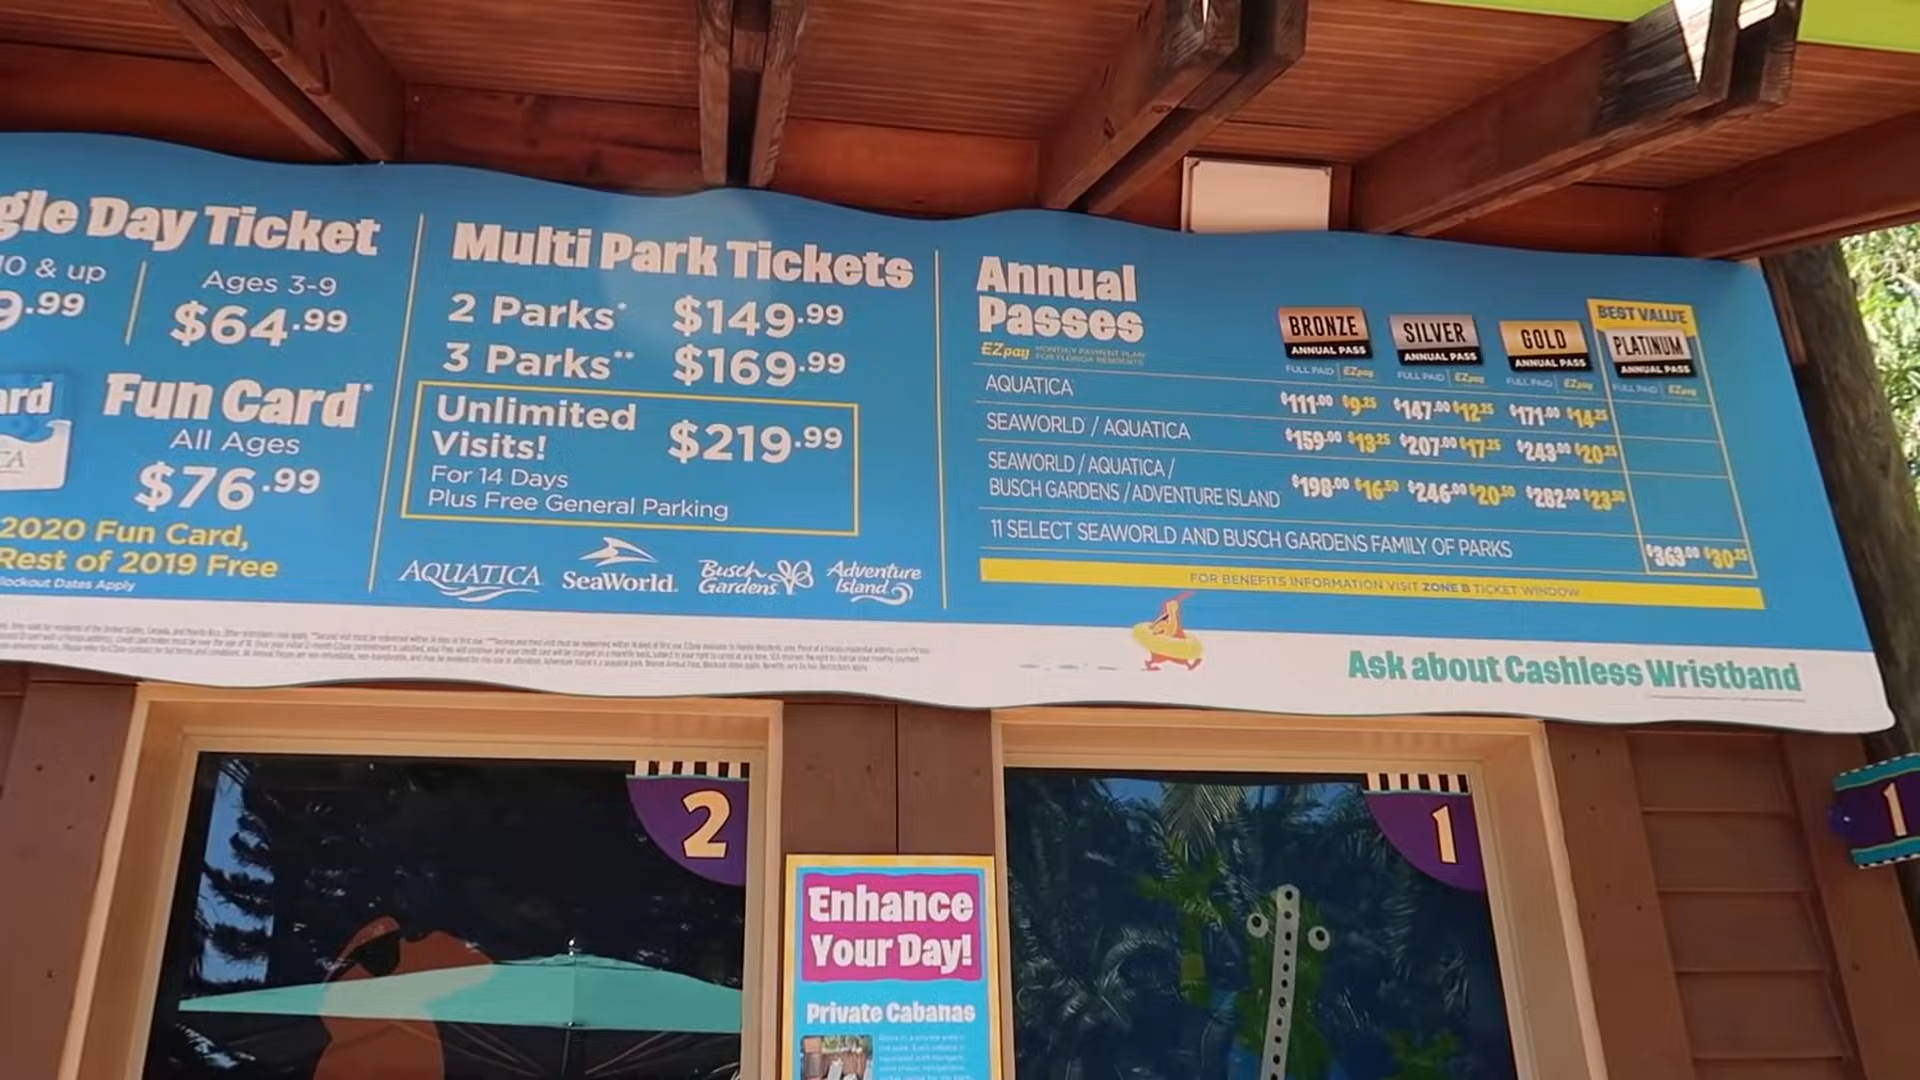 gle Day Ticket
10 & up
9.99
Ages 3-9
$64.99
ard
CA
Fun Card*
All Ages
$76.99
2020 Fun Card,
Rest of 2019 Free
Blockout Dates Apply
Multi Park Tickets
2 Parks* $149.99
3 Parks** $169.99
Unlimited
Visits!
$219.99
For 14 Days
Plus Free General Parking
AQUATICA
SeaWorld
Busch
Gardens
Adventure
Island
Annual
Passes
EZpay MONTHLY PAYMENT PLAN
FOR FLORIDA RESIDENTS
BRONZE
ANNUAL PASS
FULL PAID EZpay
SILVER
ANNUAL PASS
FULL PAID EZpay
GOLD
ANNUAL PASS
FULL PAID EZpay
BEST VALUE
PLATINUM
ANNUAL PASS
FULL PAID EZpay
AQUATICA $111.00 $9.25 $147.00 $12.25 $171.00 $14.25
SEAWORLD / AQUATICA $159.00 $13.25 $207.00 $17.25 $243.00 $20.25
SEAWORLD / AQUATICA /
BUSCH GARDENS / ADVENTURE ISLAND $198.00 $16.50 $246.00 $20.50 $282.00 $23.50
11 SELECT SEAWORLD AND BUSCH GARDENS FAMILY OF PARKS $363.00 $30.25
FOR BENEFITS INFORMATION VISIT ZONE B TICKET WINDOW
Ask about Cashless Wristband
2
1
1
Enhance
Your Day!
Private Cabanas